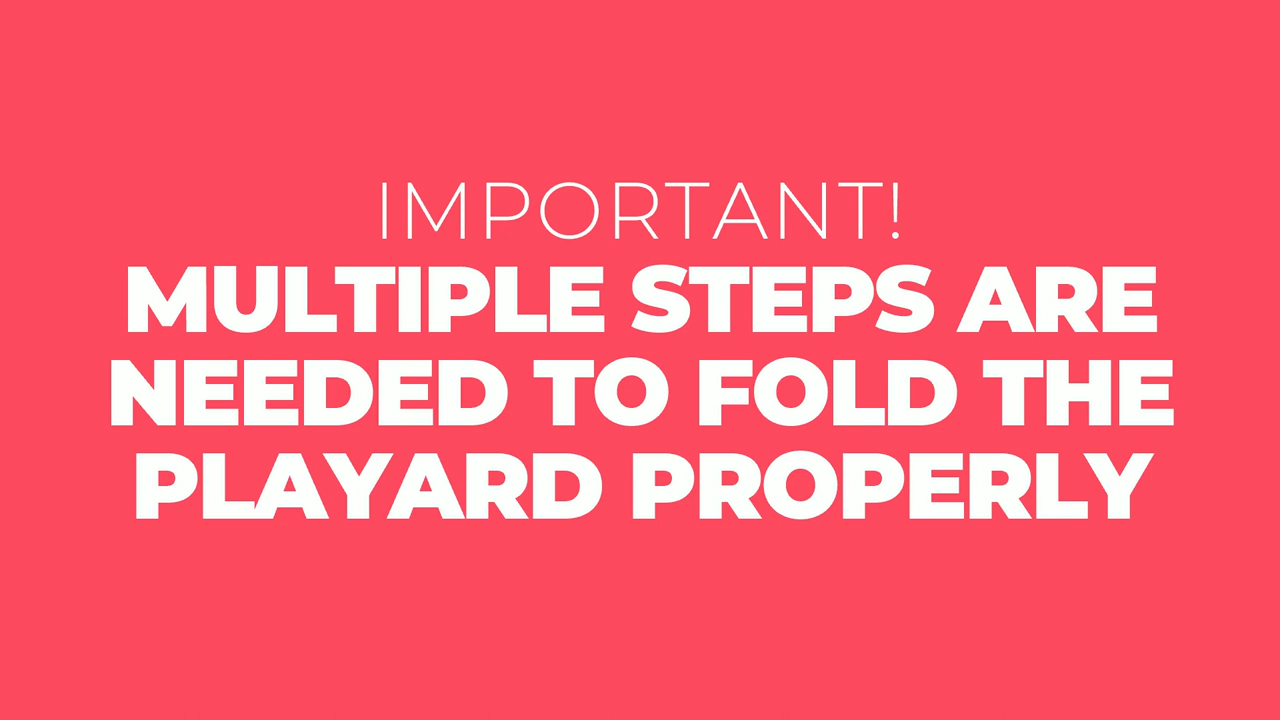 IMPORTANT!
MULTIPLE STEPS ARE
NEEDED TO FOLD THE
PLAYARD PROPERLY